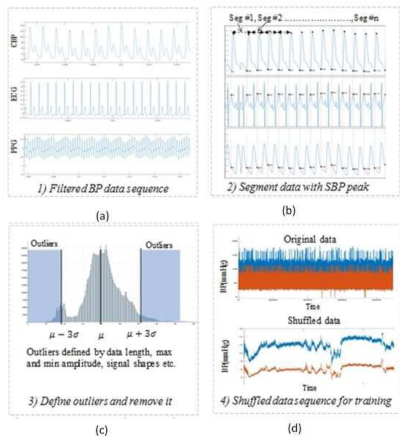 CBP
ECG
PPG
1) Filtered BP data sequence
(a)
Seg #1, Seg #2 ........................,Seg #n
2) Segment data with SBP peak
(b)
Outliers
Outliers
μ − 3σ
μ
μ + 3σ
Outliers defined by data length, max
and min amplitude, signal shapes etc.
3) Define outliers and remove it
(c)
Original data
BP(mmHg)
Time
Shuffled data
BP(mmHg)
Time
4) Shuffled data sequence for training
(d)